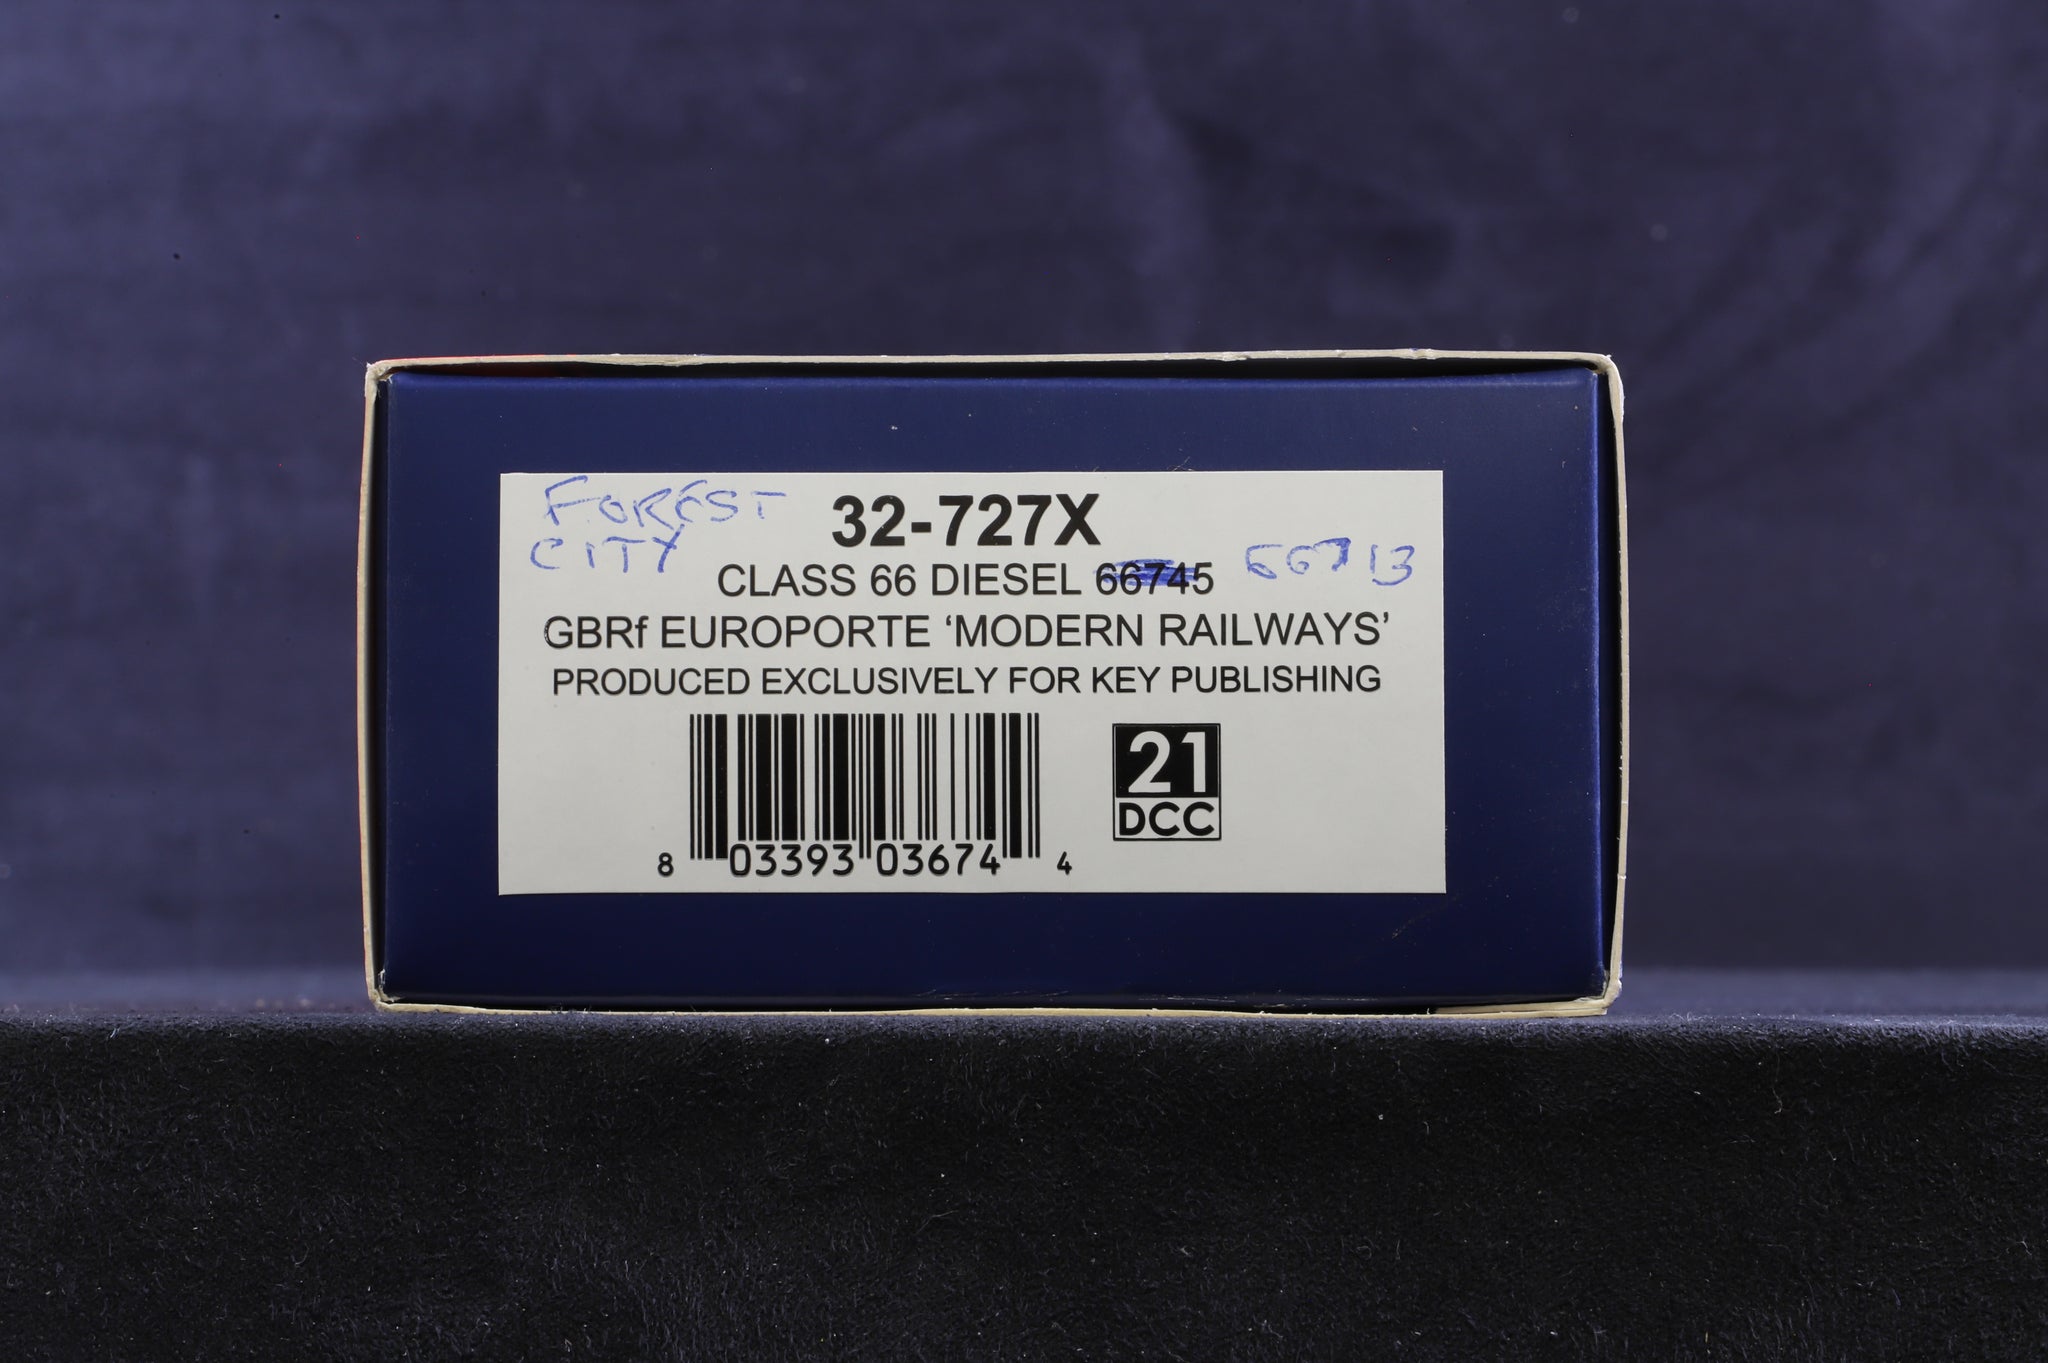 FOREST 32-727X
CITY
CLASS 66 DIESEL 66745 66713
GBRf EUROPORTE ‘MODERN RAILWAYS’
PRODUCED EXCLUSIVELY FOR KEY PUBLISHING
21
DCC
8 03393 03674 4